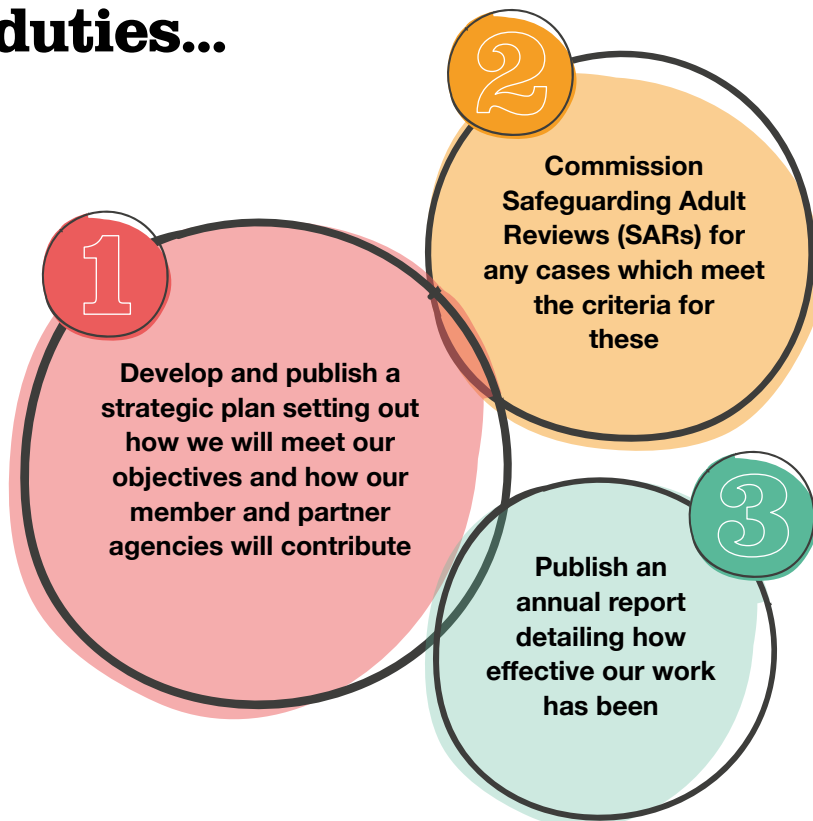 duties...
1
Develop and publish a
strategic plan setting out
how we will meet our
objectives and how our
member and partner
agencies will contribute
2
Commission
Safeguarding Adult
Reviews (SARs) for
any cases which meet
the criteria for
these
3
Publish an
annual report
detailing how
effective our work
has been